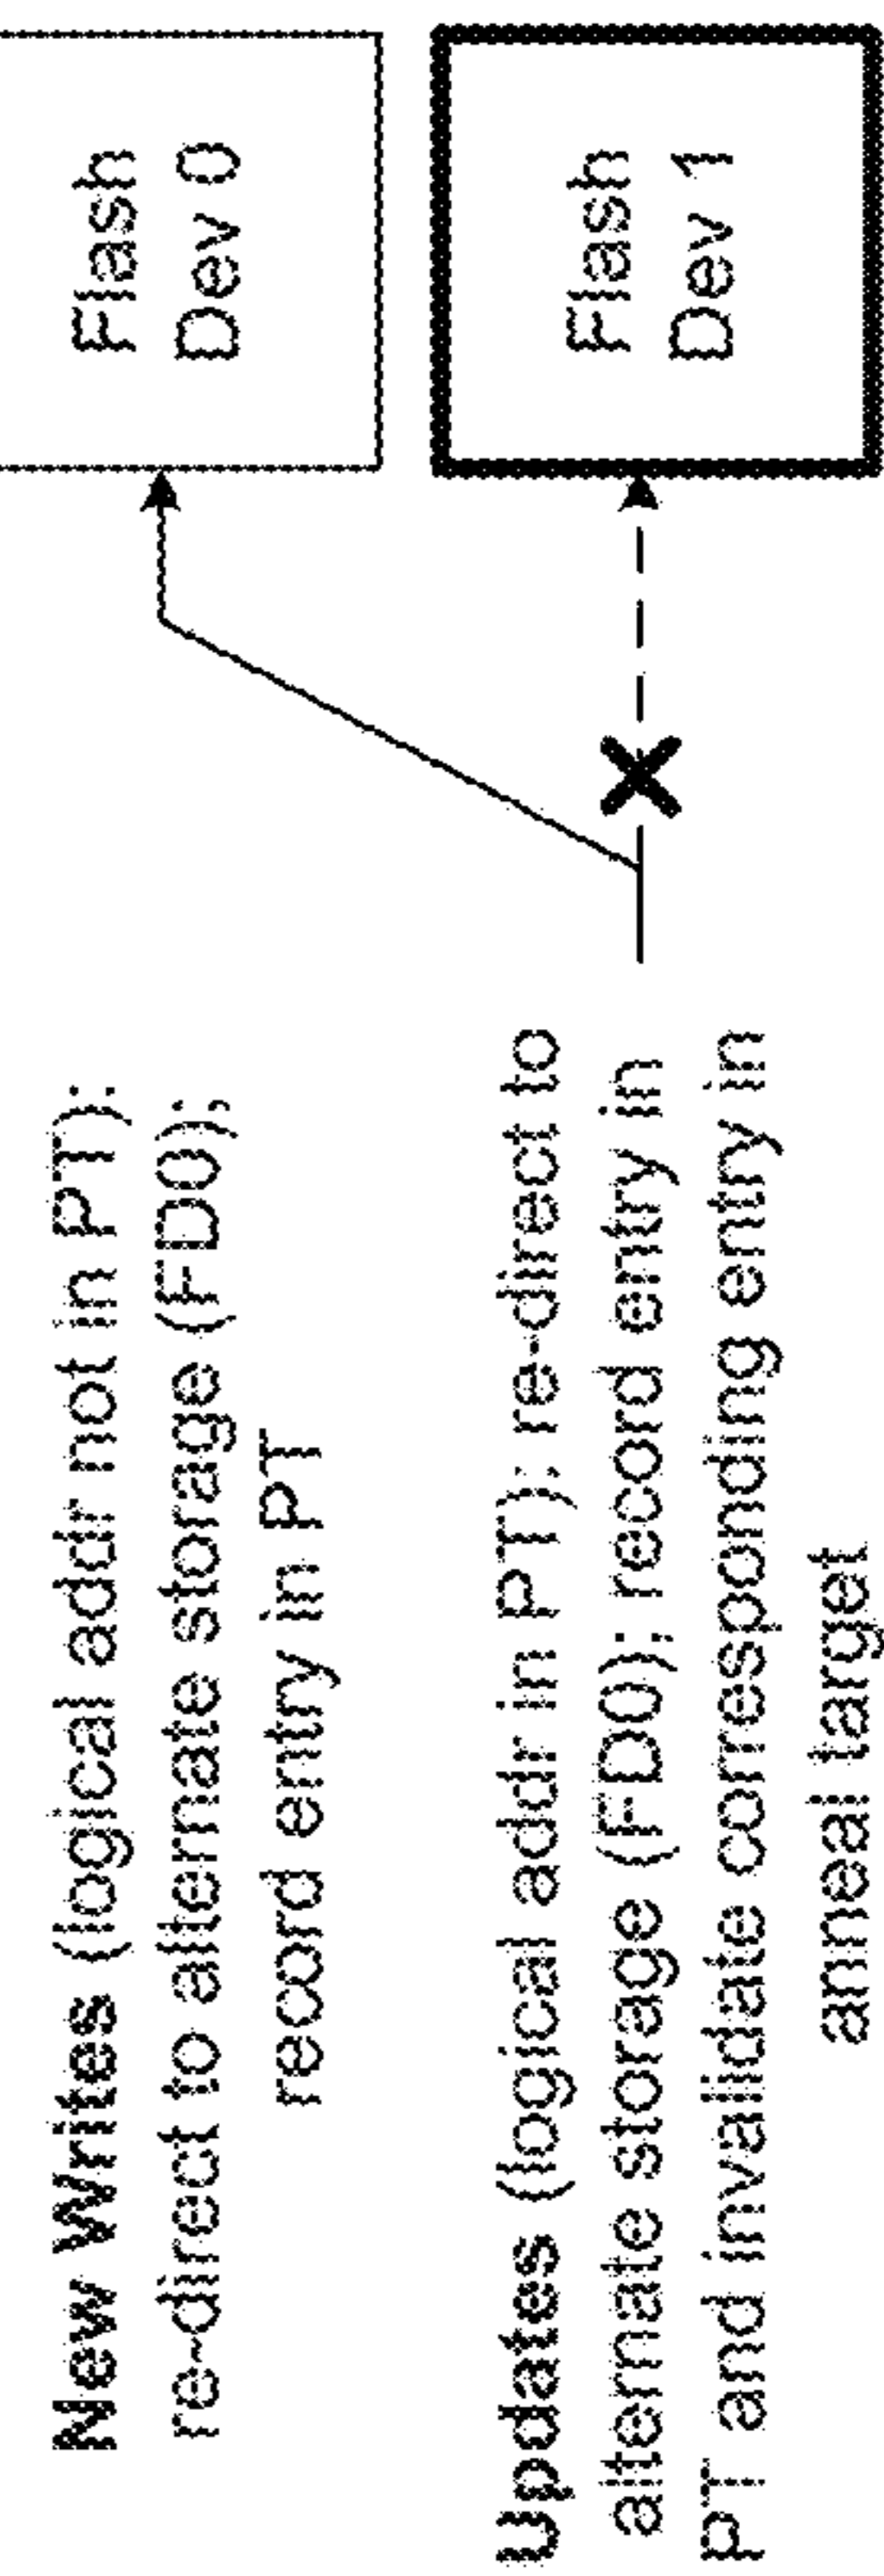 New Writes (logical addr not in PT):
re-direct to alternate storage (FD0);
record entry in PT
Updates (logical addr in PT): re-direct to
alternate storage (FD0); record entry in
PT and invalidate corresponding entry in
anneal target
Flash
Dev 0
Flash
Dev 1